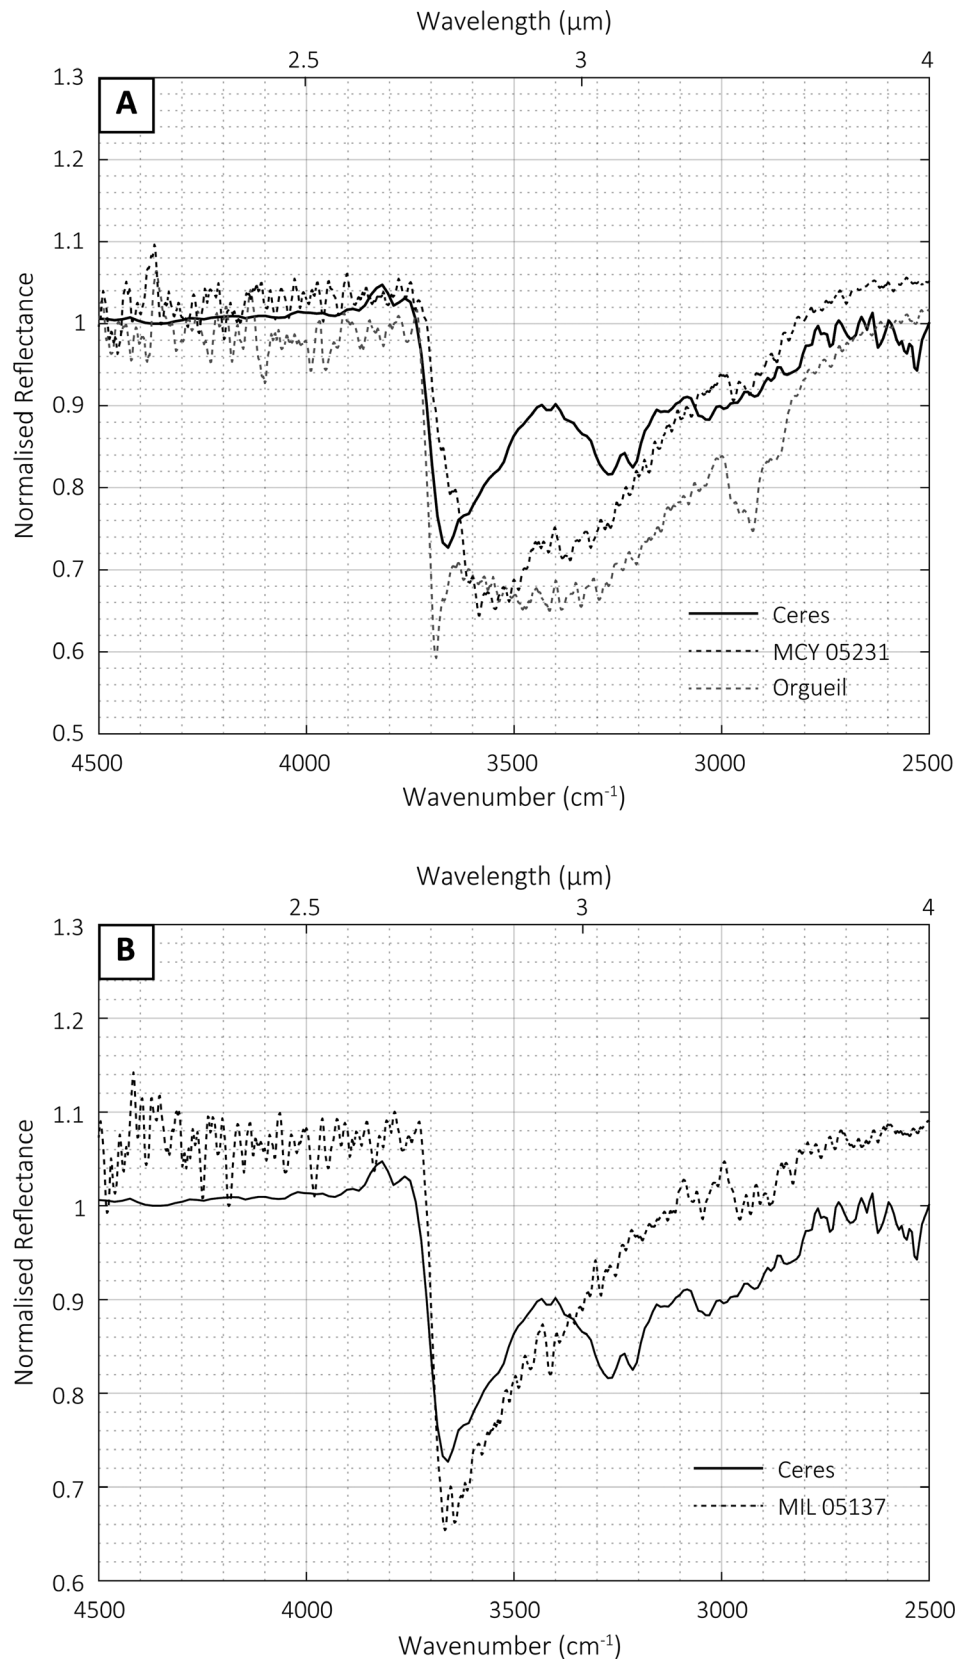 Wavelength (μm)
2.5 3 4
1.3
A
1.2
1.1
1
0.9
0.8
0.7
0.6
0.5
Normalised Reflectance
Ceres
MCY 05231
Orgueil
4500 4000 3500 3000 2500
Wavenumber (cm-1)
Wavelength (μm)
2.5 3 4
1.3
B
1.2
1.1
1
0.9
0.8
0.7
0.6
Normalised Reflectance
Ceres
MIL 05137
4500 4000 3500 3000 2500
Wavenumber (cm-1)